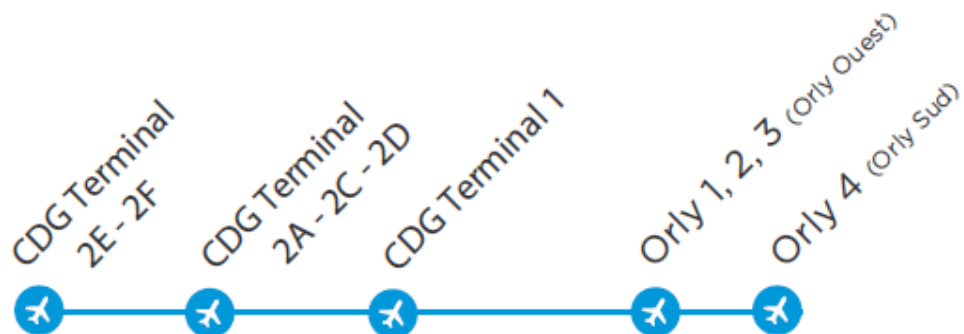 CDG Terminal
2E - 2F
CDG Terminal
2A - 2C - 2D
CDG Terminal 1
Orly 1, 2, 3 (Orly Ouest)
Orly 4 (Orly Sud)